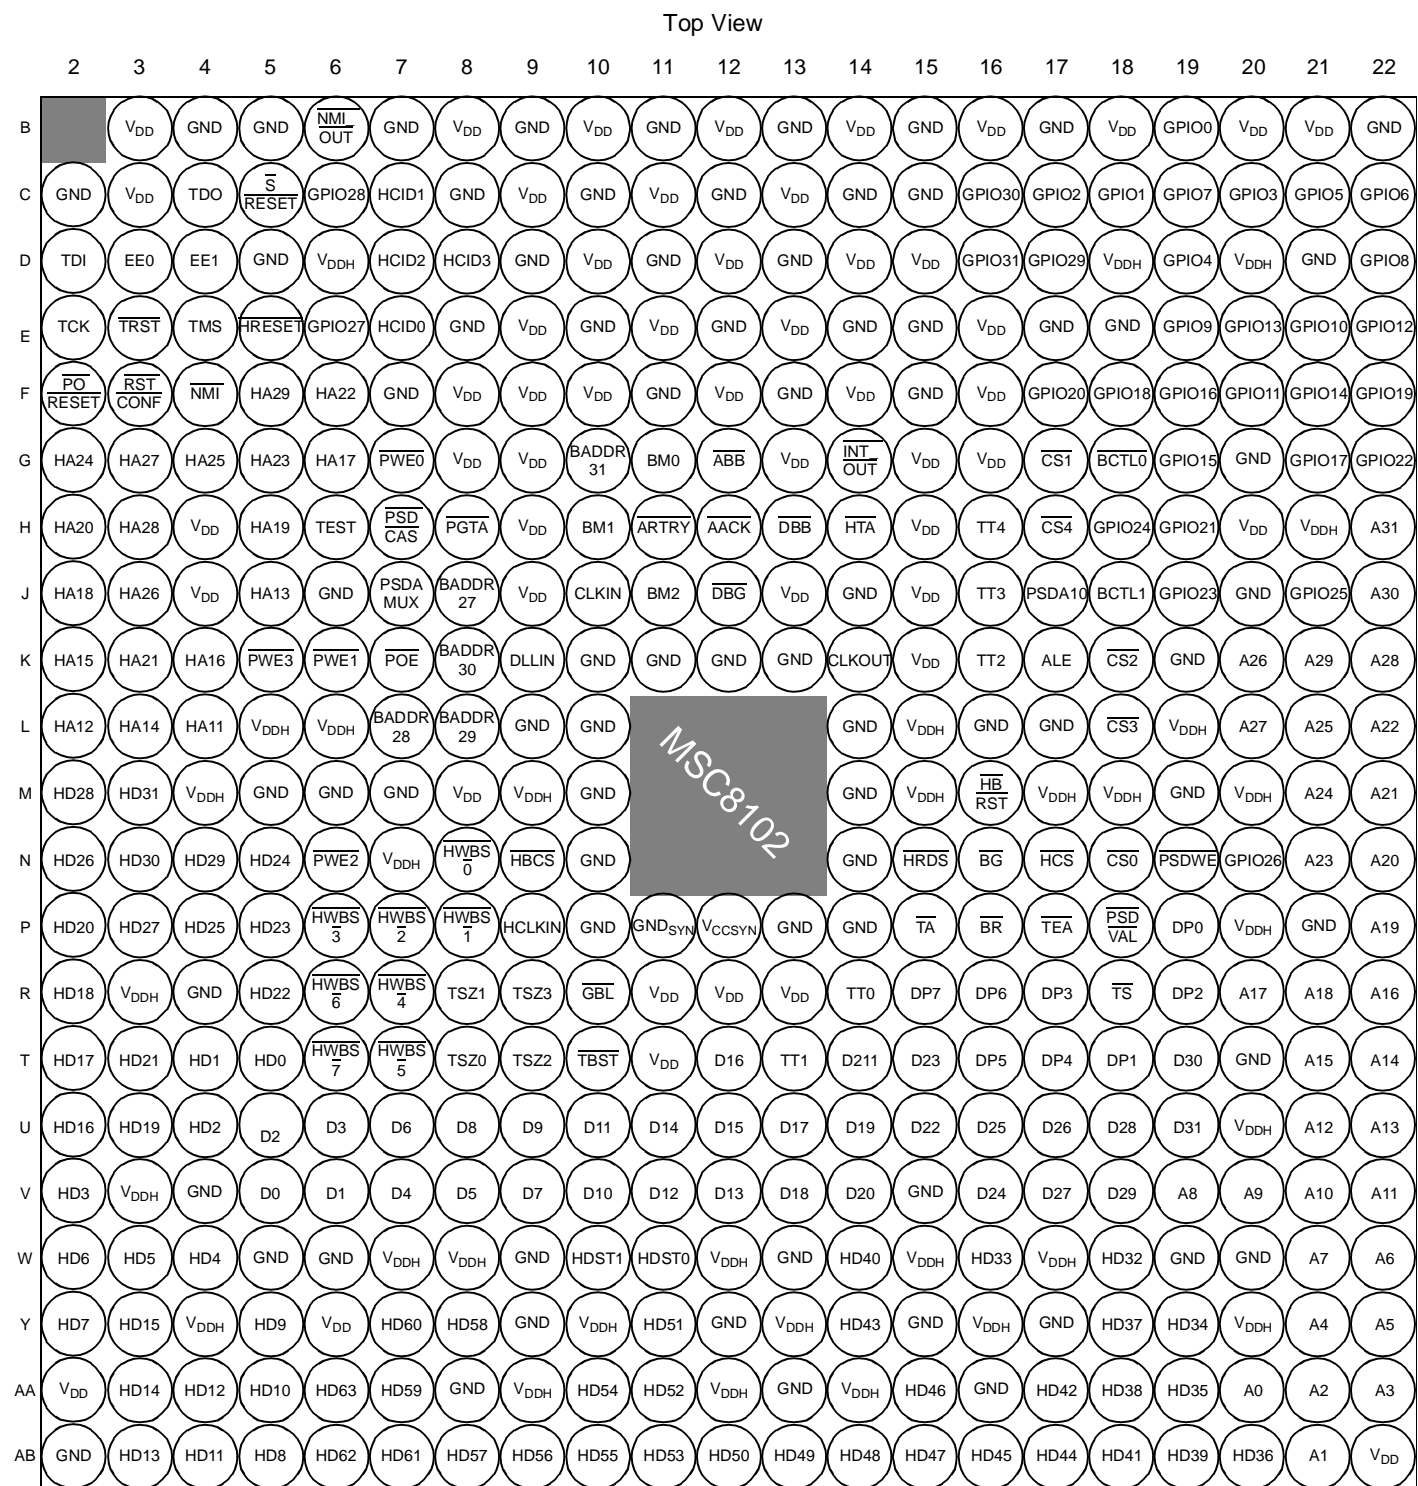 Top View
2 3 4 5 6 7 8 9 10 11 12 13 14 15 16 17 18 19 20 21 22
B VDD GND GND NMI_OUT GND VDD GND VDD GND VDD GND VDD GND VDD GND VDD GPIO0 VDD VDD GND
C GND VDD TDO S RESET GPIO28 HCID1 GND VDD GND VDD GND VDD GND GND GPIO30 GPIO2 GPIO1 GPIO7 GPIO3 GPIO5 GPIO6
D TDI EE0 EE1 GND VDDH HCID2 HCID3 GND VDD GND VDD GND VDD VDD GPIO31 GPIO29 VDDH GPIO4 VDDH GND GPIO8
E TCK TRST TMS HRESET GPIO27 HCID0 GND VDD GND VDD GND VDD GND GND VDD GND GND GPIO9 GPIO13 GPIO10 GPIO12
F PO RESET RST CONF NMI HA29 HA22 GND VDD VDD VDD GND VDD GND VDD GND VDD GPIO20 GPIO18 GPIO16 GPIO11 GPIO14 GPIO19
G HA24 HA27 HA25 HA23 HA17 PWE0 VDD VDD BADDR 31 BM0 ABB VDD INT_OUT VDD VDD CS1 BCTL0 GPIO15 GND GPIO17 GPIO22
H HA20 HA28 VDD HA19 TEST PSD CAS PGTA VDD BM1 ARTRY AACK DBB HTA VDD TT4 CS4 GPIO24 GPIO21 VDD VDDH A31
J HA18 HA26 VDD HA13 GND PSDA MUX BADDR 27 VDD CLKIN BM2 DBG VDD GND VDD TT3 PSDA10 BCTL1 GPIO23 GND GPIO25 A30
K HA15 HA21 HA16 PWE3 PWE1 POE BADDR 30 DLLIN GND GND GND GND CLKOUT VDD TT2 ALE CS2 GND A26 A29 A28
L HA12 HA14 HA11 VDDH VDDH BADDR 28 BADDR 29 GND GND GND VDDH GND GND CS3 VDDH A27 A25 A22
MSC8102
M HD28 HD31 VDDH GND GND GND VDD VDDH GND GND VDDH HB RST VDDH VDDH GND VDDH A24 A21
N HD26 HD30 HD29 HD24 PWE2 VDDH HWBS 0 HBCS GND GND HRDS BG HCS CS0 PSDWE GPIO26 A23 A20
P HD20 HD27 HD25 HD23 HWBS 3 HWBS 2 HWBS 1 HCLKIN GND GNDSYN VCCSYN GND GND TA BR TEA PSD VAL DP0 VDDH GND A19
R HD18 VDDH GND HD22 HWBS 6 HWBS 4 TSZ1 TSZ3 GBL VDD VDD VDD TT0 DP7 DP6 DP3 TS DP2 A17 A18 A16
T HD17 HD21 HD1 HD0 HWBS 7 HWBS 5 TSZ0 TSZ2 TBST VDD D16 TT1 D211 D23 DP5 DP4 DP1 D30 GND A15 A14
U HD16 HD19 HD2 D2 D3 D6 D8 D9 D11 D14 D15 D17 D19 D22 D25 D26 D28 D31 VDDH A12 A13
V HD3 VDDH GND D0 D1 D4 D5 D7 D10 D12 D13 D18 D20 GND D24 D27 D29 A8 A9 A10 A11
W HD6 HD5 HD4 GND GND VDDH VDDH GND HDST1 HDST0 VDDH GND HD40 VDDH HD33 VDDH HD32 GND GND A7 A6
Y HD7 HD15 VDDH HD9 VDD HD60 HD58 GND VDDH HD51 GND VDDH HD43 GND VDDH GND HD37 HD34 VDDH A4 A5
AA VDD HD14 HD12 HD10 HD63 HD59 GND VDDH HD54 HD52 VDDH GND VDDH HD46 GND HD42 HD38 HD35 A0 A2 A3
AB GND HD13 HD11 HD8 HD62 HD61 HD57 HD56 HD55 HD53 HD50 HD49 HD48 HD47 HD45 HD44 HD41 HD39 HD36 A1 VDD